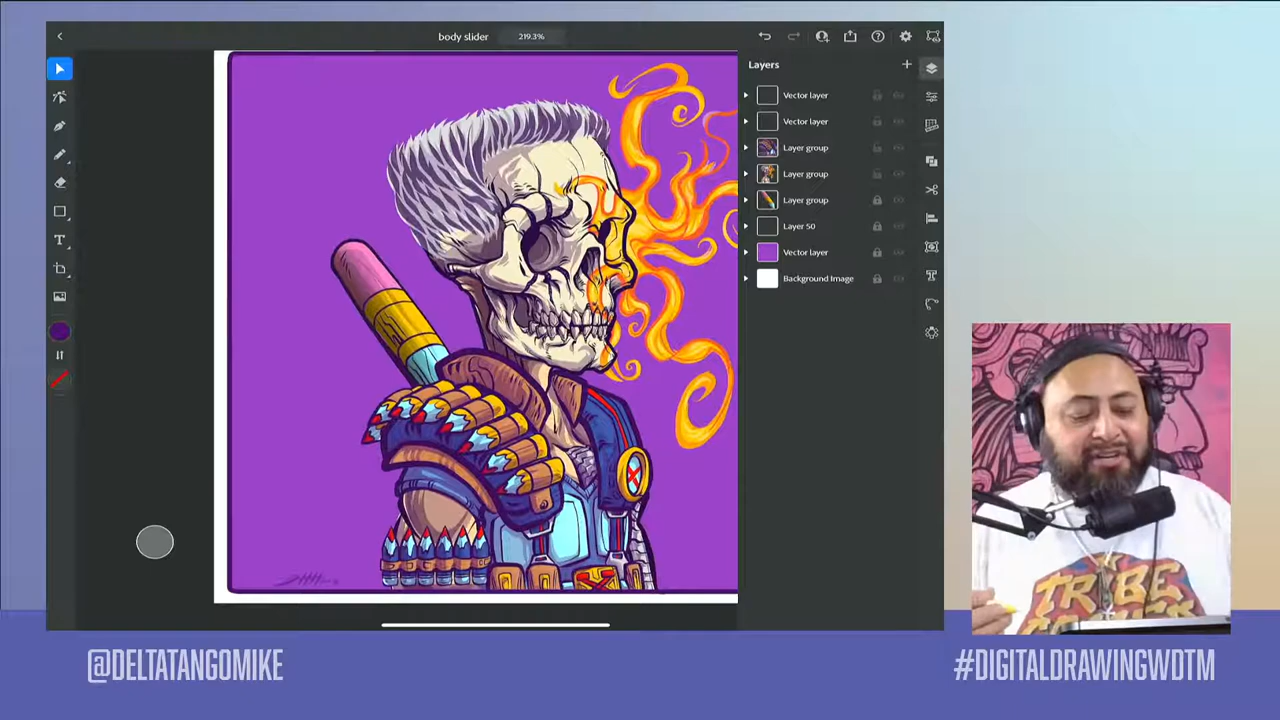 body slider
219.3%
Layers
Vector layer
Vector layer
Layer group
Layer group
Layer group
Layer 50
Vector layer
Background Image
TRIBE
@DELTATANGOMIKE
#DIGITALDRAWINGWDTM